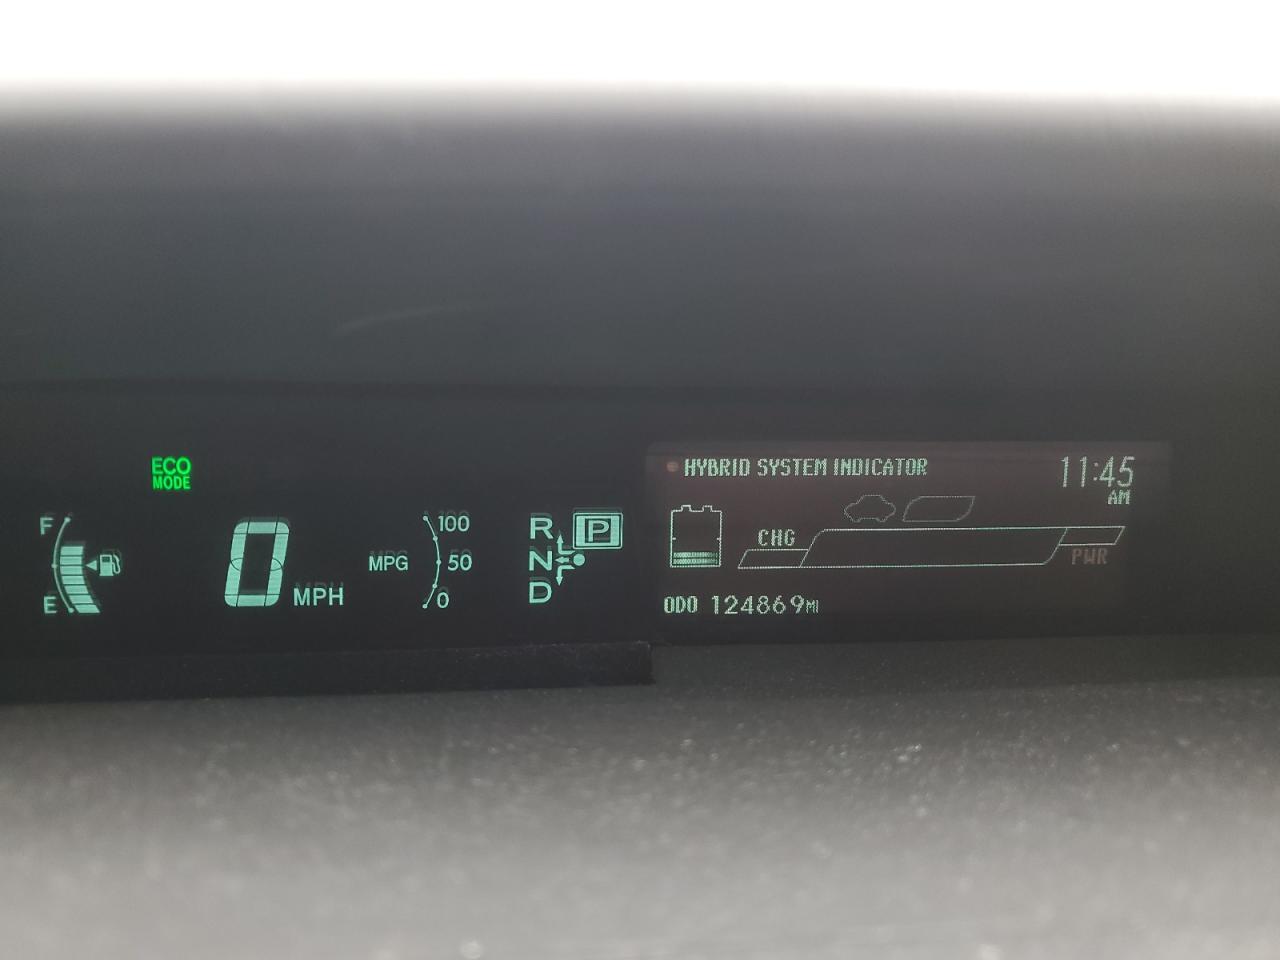 ECO
MODE
F
E
0 MPH
MPG
100
50
0
R
N
D
P
HYBRID SYSTEM INDICATOR
11:45
AM
CHG
PWR
ODO 124869MI